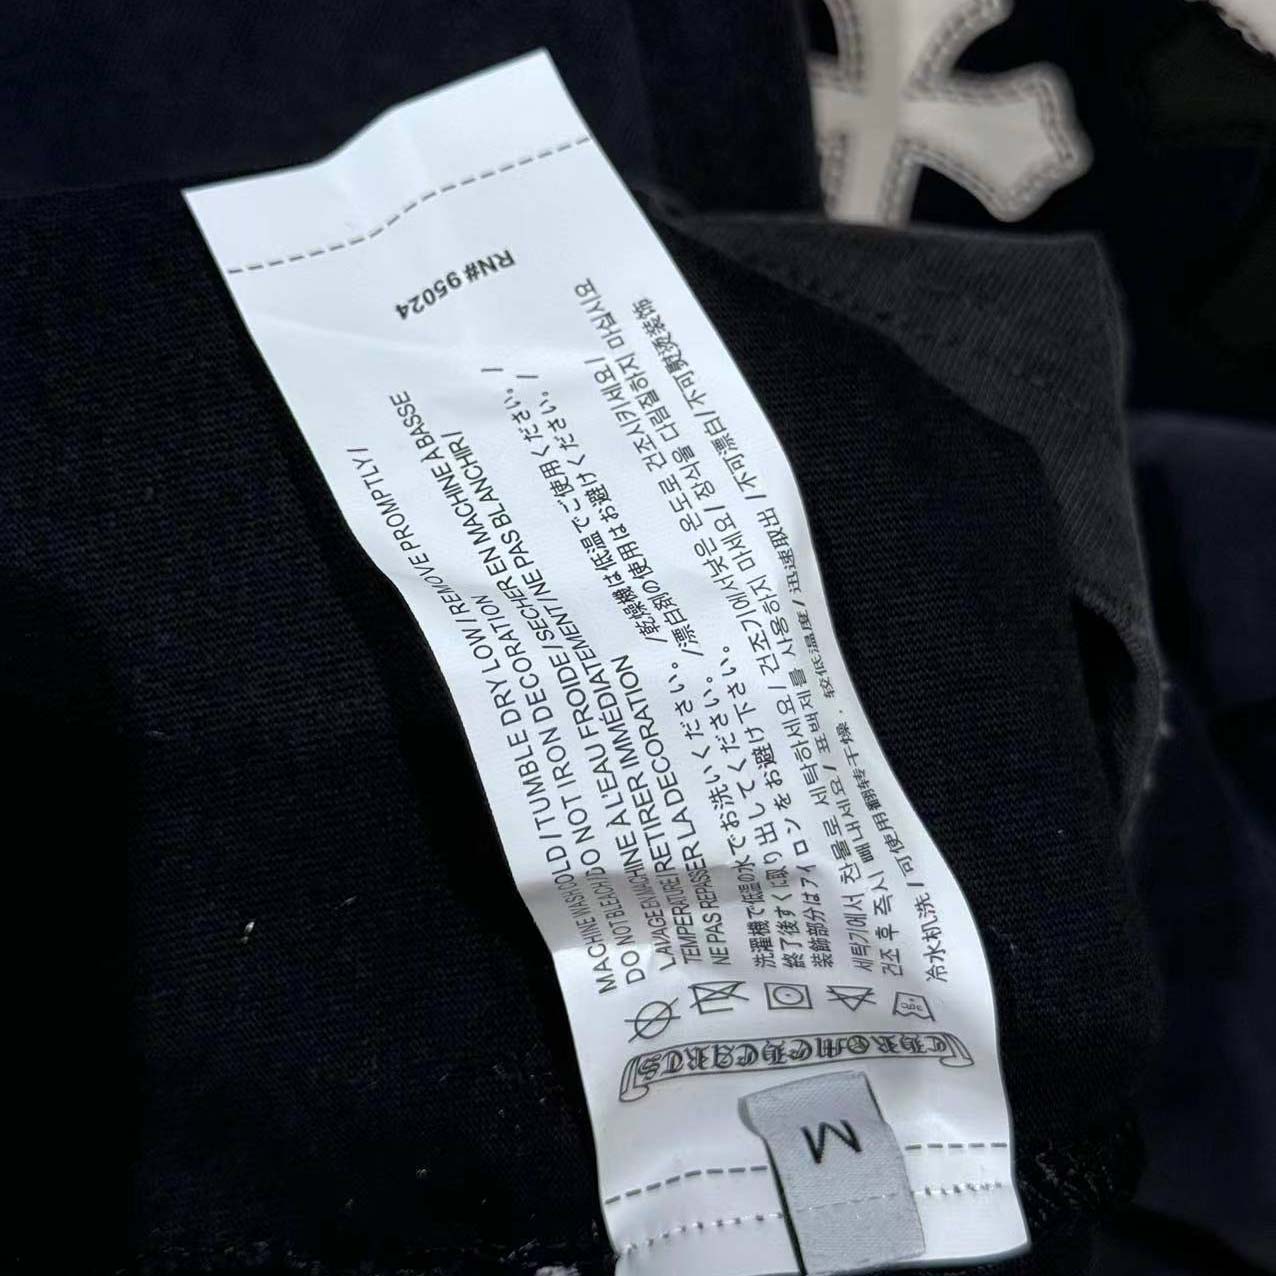 RN# 95024
MACHINE WASH COLD / TUMBLE DRY LOW / REMOVE PROMPTLY /
DO NOT BLEACH / DO NOT IRON DECORATION
LAVAGE EN MACHINE A L'EAU FROIDE / SECHER EN MACHINE A BASSE
TEMPERATURE / RETIRER IMMÉDIATEMENT / NE PAS BLANCHIR /
NE PAS REPASSER LA DECORATION
洗濯機で低温の水でお洗いください。/乾燥機は低温でご使用ください。/
終了後すぐに取り出してください。/漂白剤の使用はお避けください。/
装飾部分はアイロンをお避け下さい。
세탁기에서 찬물로 세탁하세요 / 건조기에서 낮은 온도로 건조시키세요 /
건조 후 즉시 빼내세요 / 표백제를 사용하지 마세요 / 장식을 다림질하지 마십시요
冷水机洗 / 可使用翻转干燥, 较低温度 / 迅速取出 / 不可漂白 / 不可熨烫装饰
CHROME HEARTS
M